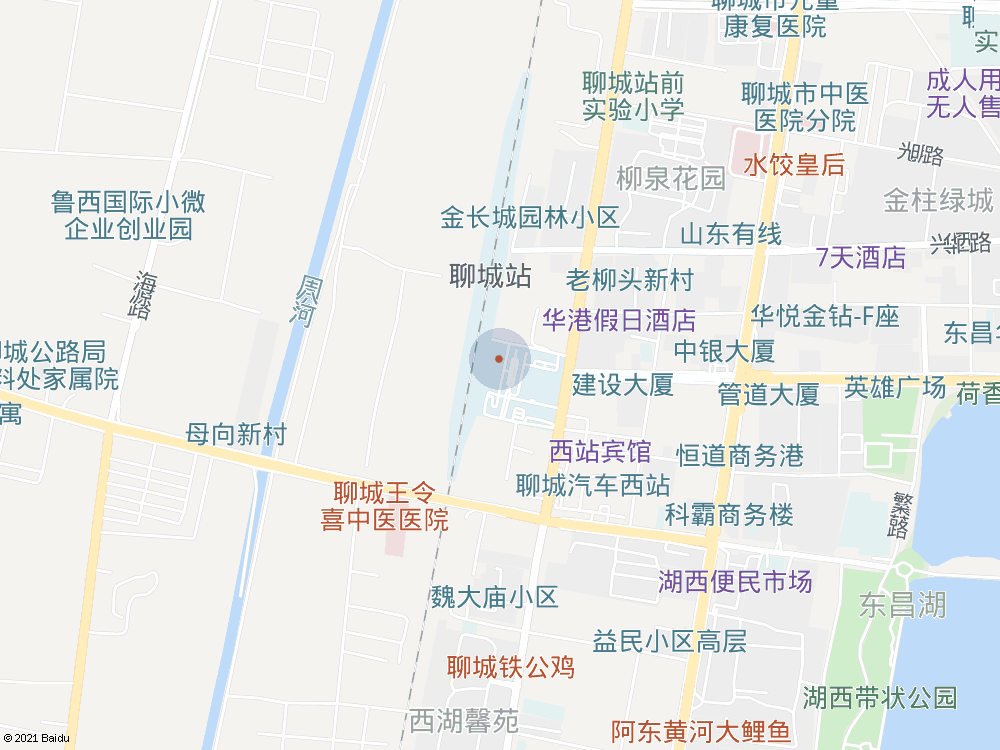 聊城市儿童
康复医院
聊
实
聊城站前
实验小学
聊城市中医
医院分院
成人用
无人售
光明路
水饺皇后
柳泉花园
金柱绿城
鲁西国际小微
企业创业园
金长城园林小区
山东有线
兴华西路
7天酒店
海源路
周公河
聊城站
老柳头新村
华港假日酒店
华悦金钻-F座
东昌
城公路局
料处家属院
中银大厦
建设大厦
管道大厦
英雄广场
荷香
寓
母向新村
西站宾馆
恒道商务港
聊城汽车西站
聊城王令
喜中医医院
科霸商务楼
繁荣路
湖西便民市场
魏大庙小区
东昌湖
益民小区高层
聊城铁公鸡
湖西带状公园
西湖馨苑
阿东黄河大鲤鱼
© 2021 Baidu